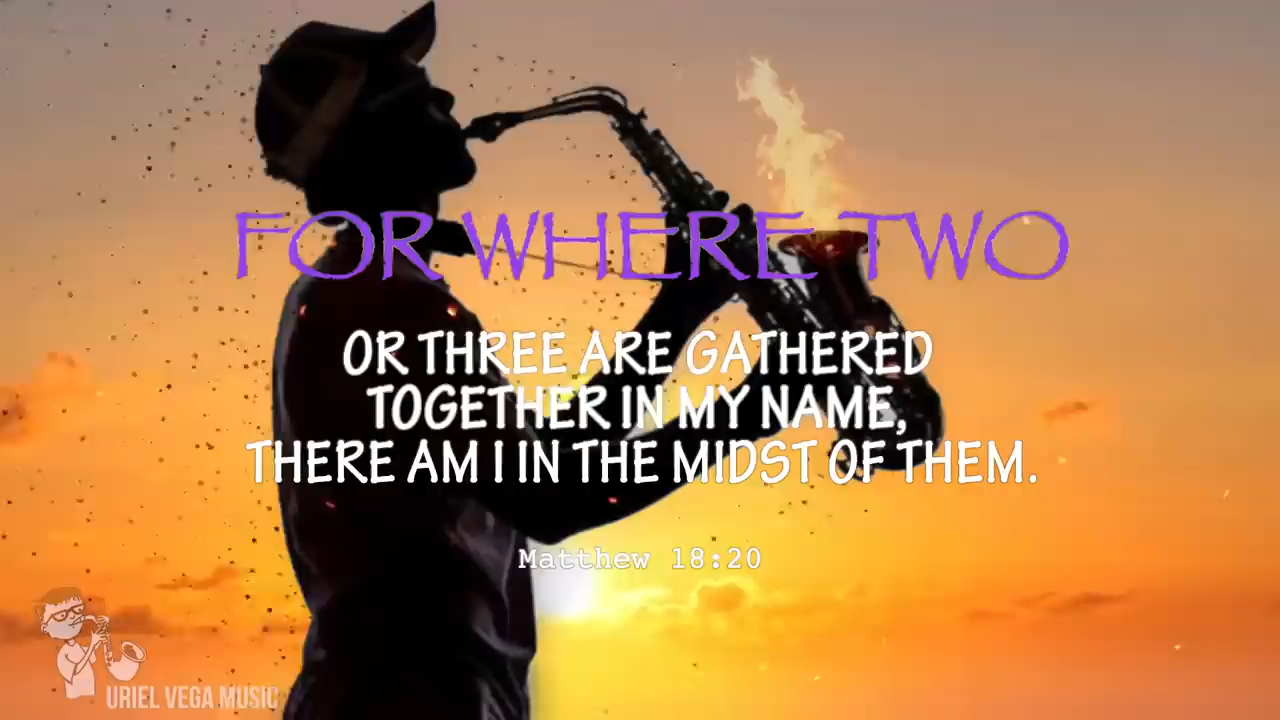 FOR WHERE TWO
OR THREE ARE GATHERED
TOGETHER IN MY NAME,
THERE AM I IN THE MIDST OF THEM.
Matthew 18:20
URIEL VEGA MUSIC